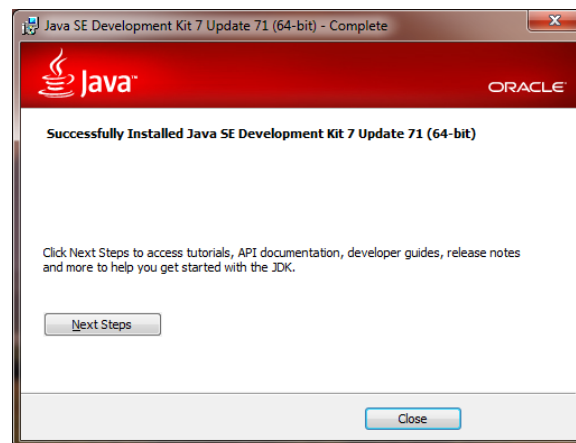 Java SE Development Kit 7 Update 71 (64-bit) - Complete
Java™
ORACLE
Successfully Installed Java SE Development Kit 7 Update 71 (64-bit)
Click Next Steps to access tutorials, API documentation, developer guides, release notes
and more to help you get started with the JDK.
Next Steps
Close